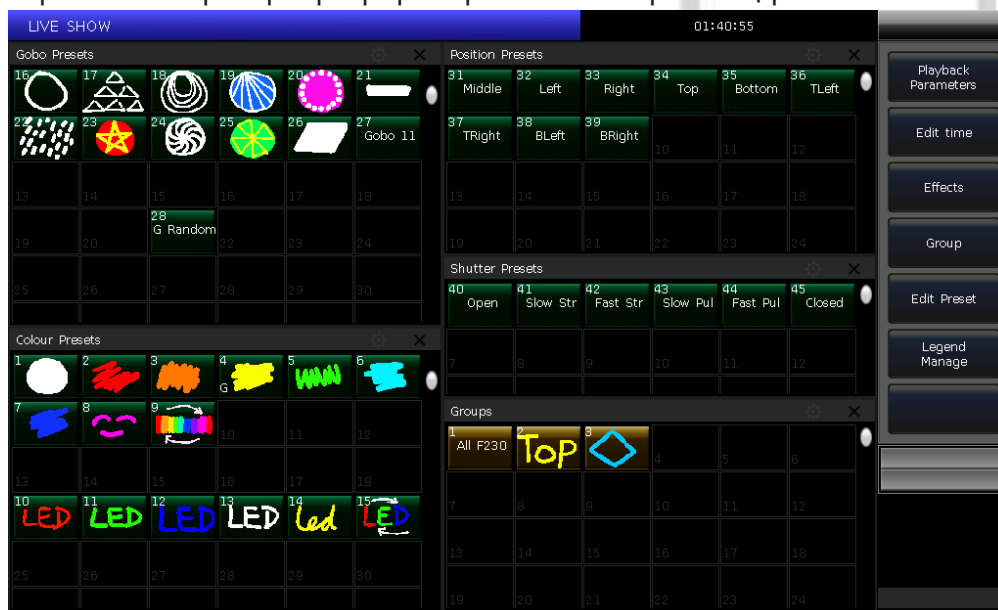 LIVE SHOW
01:40:55
Gobo Presets
16 17 18 19 20 21
22 23 24 25 26 27 Gobo 11
13 14 15 16 17 18
28 G Random
19 20 22 23 24
25 26 27 28 29 30
Colour Presets
1 2 3 4 G 5 6
7 8 9 10 11 12
13 14 15 16 17 18
10 LED 11 LED 12 LED 13 LED 14 Led 15 LED
25 26 27 28 29 30
Position Presets
31 Middle 32 Left 33 Right 34 Top 35 Bottom 36 TLeft
37 TRight 38 BLeft 39 BRight 10 11 12
13 14 15 16 17 18
19 20 21 22 23 24
Shutter Presets
40 Open 41 Slow Str 42 Fast Str 43 Slow Pul 44 Fast Pul 45 Closed
7 8 9 10 11 12
Groups
1 All F230 2 Top 3 4 5 6
7 8 9 10 11 12
13 14 15 16 17 18
19 20 21 22 23 24
Playback
Parameters
Edit time
Effects
Group
Edit Preset
Legend
Manage